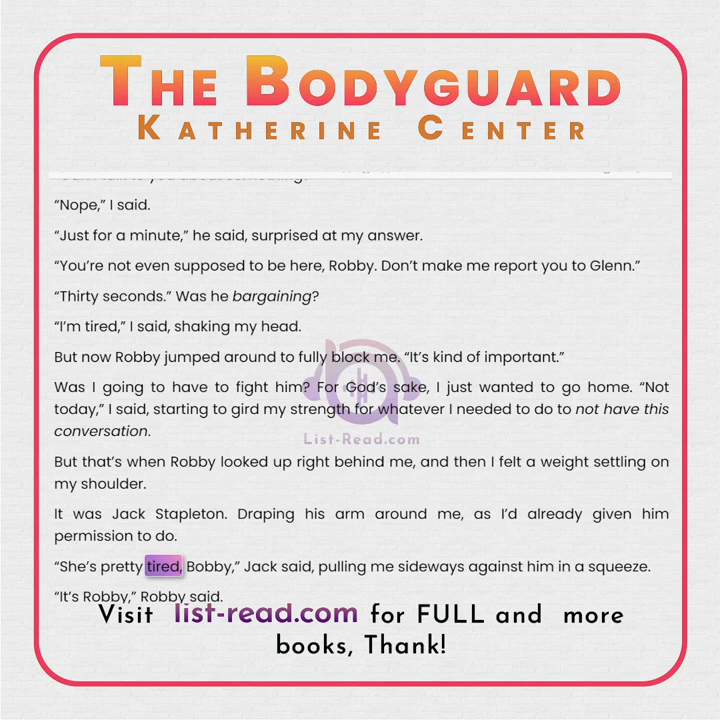 THE BODYGUARD
KATHERINE CENTER
“Nope,” I said.
“Just for a minute,” he said, surprised at my answer.
“You’re not even supposed to be here, Robby. Don’t make me report you to Glenn.”
“Thirty seconds.” Was he bargaining?
“I’m tired,” I said, shaking my head.
But now Robby jumped around to fully block me. “It’s kind of important.”
Was I going to have to fight him? For God’s sake, I just wanted to go home. “Not
today,” I said, starting to gird my strength for whatever I needed to do to not have this
conversation.
List-Read.com
But that’s when Robby looked up right behind me, and then I felt a weight settling on
my shoulder.
It was Jack Stapleton. Draping his arm around me, as I’d already given him
permission to do.
“She’s pretty tired, Bobby,” Jack said, pulling me sideways against him in a squeeze.
“It’s Robby,” Robby said.
Visit list-read.com for FULL and more
books, Thank!